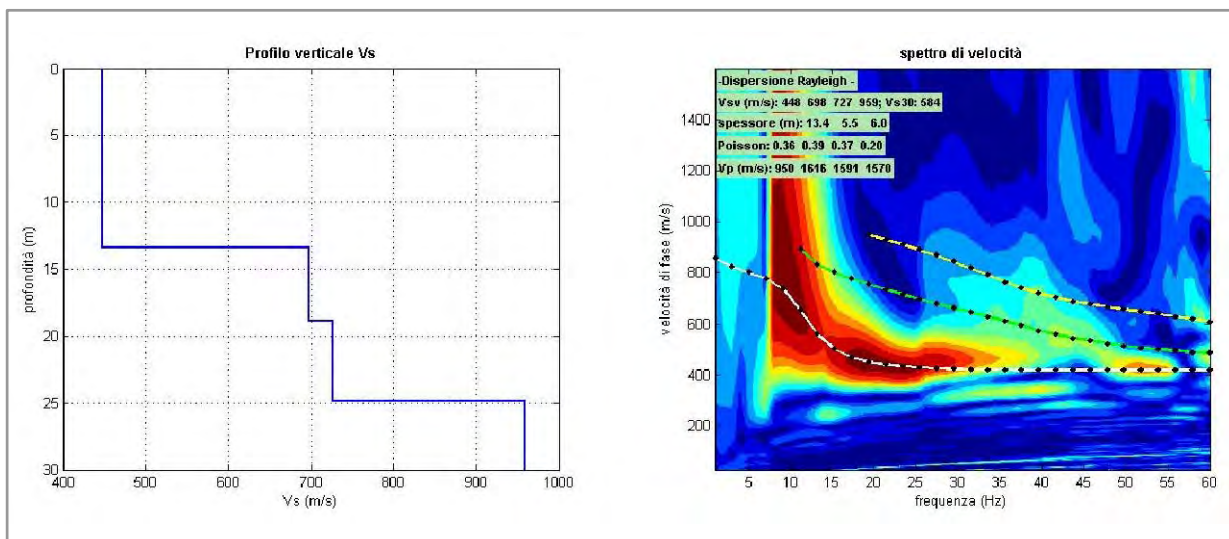 Profilo verticale Vs
0
5
10
15
20
25
30
profondità (m)
400 500 600 700 800 900 1000
Vs (m/s)
spettro di velocità
-Dispersione Rayleigh -
Vsv (m/s): 448 698 727 959; Vs30: 584
spessore (m): 13.4 5.5 6.0
Poisson: 0.36 0.39 0.37 0.20
Vp (m/s): 950 1616 1591 1570
1400
1200
1000
800
600
400
200
velocità di fase (m/s)
5 10 15 20 25 30 35 40 45 50 55 60
frequenza (Hz)